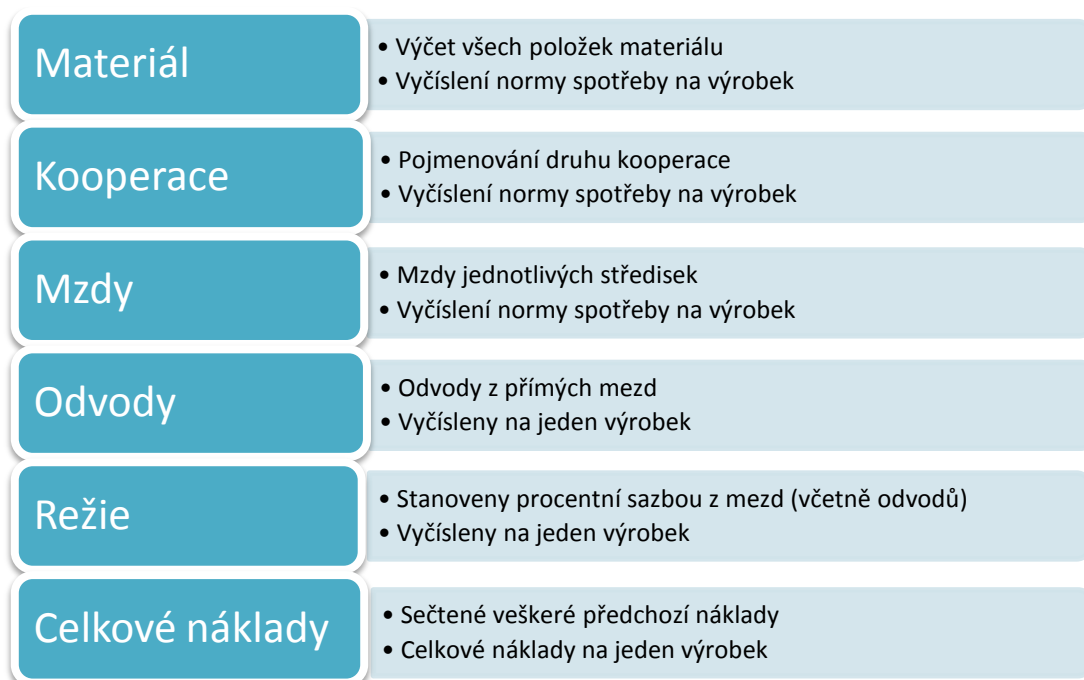 Materiál
• Výčet všech položek materiálu
• Vyčíslení normy spotřeby na výrobek
Kooperace
• Pojmenování druhu kooperace
• Vyčíslení normy spotřeby na výrobek
Mzdy
• Mzdy jednotlivých středisek
• Vyčíslení normy spotřeby na výrobek
Odvody
• Odvody z přímých mezd
• Vyčísleny na jeden výrobek
Režie
• Stanoveny procentní sazbou z mezd (včetně odvodů)
• Vyčísleny na jeden výrobek
Celkové náklady
• Sečtené veškeré předchozí náklady
• Celkové náklady na jeden výrobek